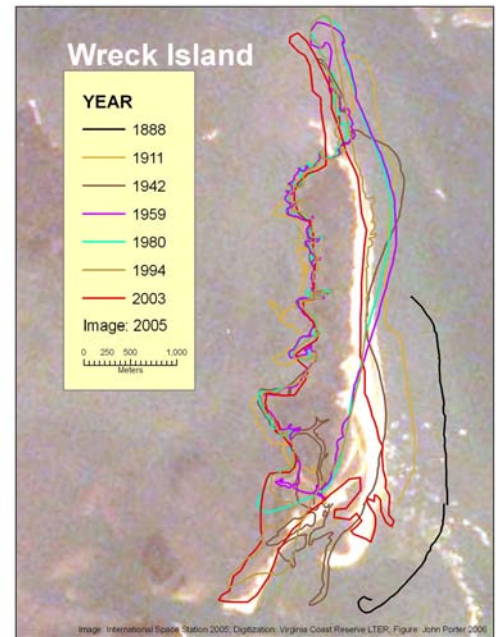 Wreck Island
YEAR
1888
1911
1942
1959
1980
1994
2003
Image: 2005
0 250 500 1,000
Meters
Image: International Space Station 2005; Digitization: Virginia Coast Reserve LTER; Figure: John Porter 2006